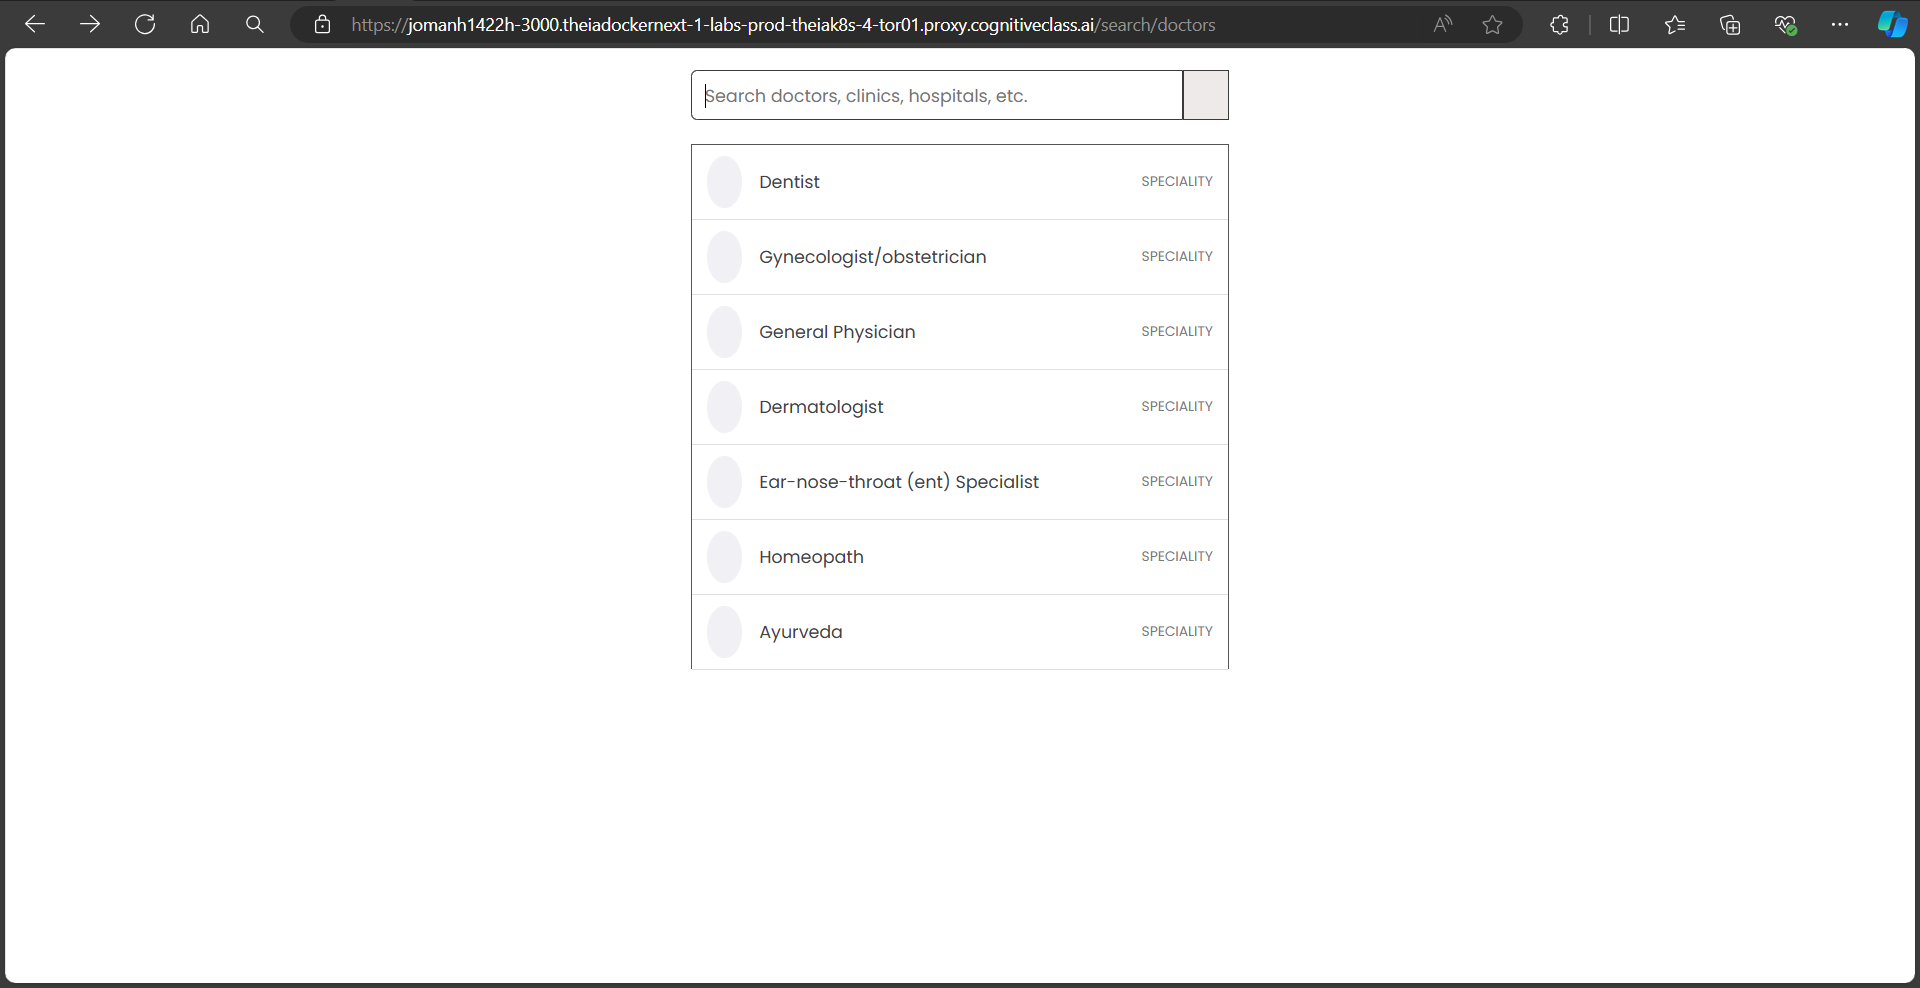 https://jomanh1422h-3000.theiadockernext-1-labs-prod-theiak8s-4-tor01.proxy.cognitiveclass.ai/search/doctors
Search doctors, clinics, hospitals, etc.
Dentist SPECIALITY
Gynecologist/obstetrician SPECIALITY
General Physician SPECIALITY
Dermatologist SPECIALITY
Ear-nose-throat (ent) Specialist SPECIALITY
Homeopath SPECIALITY
Ayurveda SPECIALITY